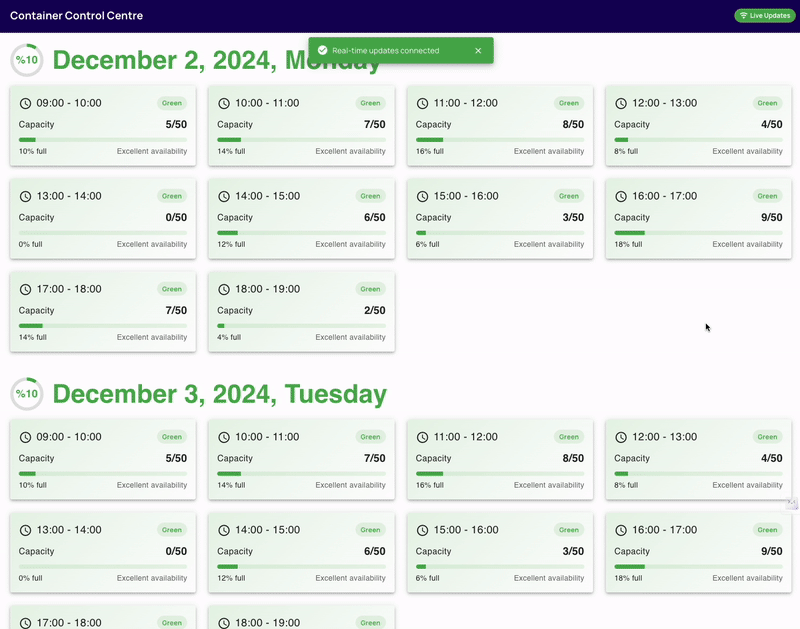 Container Control Centre
Live Updates
Real-time updates connected
%10 December 2, 2024, Monday
09:00 - 10:00 Green
Capacity 5/50
10% full Excellent availability
10:00 - 11:00 Green
Capacity 7/50
14% full Excellent availability
11:00 - 12:00 Green
Capacity 8/50
16% full Excellent availability
12:00 - 13:00 Green
Capacity 4/50
8% full Excellent availability
13:00 - 14:00 Green
Capacity 0/50
0% full Excellent availability
14:00 - 15:00 Green
Capacity 6/50
12% full Excellent availability
15:00 - 16:00 Green
Capacity 3/50
6% full Excellent availability
16:00 - 17:00 Green
Capacity 9/50
18% full Excellent availability
17:00 - 18:00 Green
Capacity 7/50
14% full Excellent availability
18:00 - 19:00 Green
Capacity 2/50
4% full Excellent availability
%10 December 3, 2024, Tuesday
09:00 - 10:00 Green
Capacity 5/50
10% full Excellent availability
10:00 - 11:00 Green
Capacity 7/50
14% full Excellent availability
11:00 - 12:00 Green
Capacity 8/50
16% full Excellent availability
12:00 - 13:00 Green
Capacity 4/50
8% full Excellent availability
13:00 - 14:00 Green
Capacity 0/50
0% full Excellent availability
14:00 - 15:00 Green
Capacity 6/50
12% full Excellent availability
15:00 - 16:00 Green
Capacity 3/50
6% full Excellent availability
16:00 - 17:00 Green
Capacity 9/50
18% full Excellent availability
17:00 - 18:00 Green
18:00 - 19:00 Green